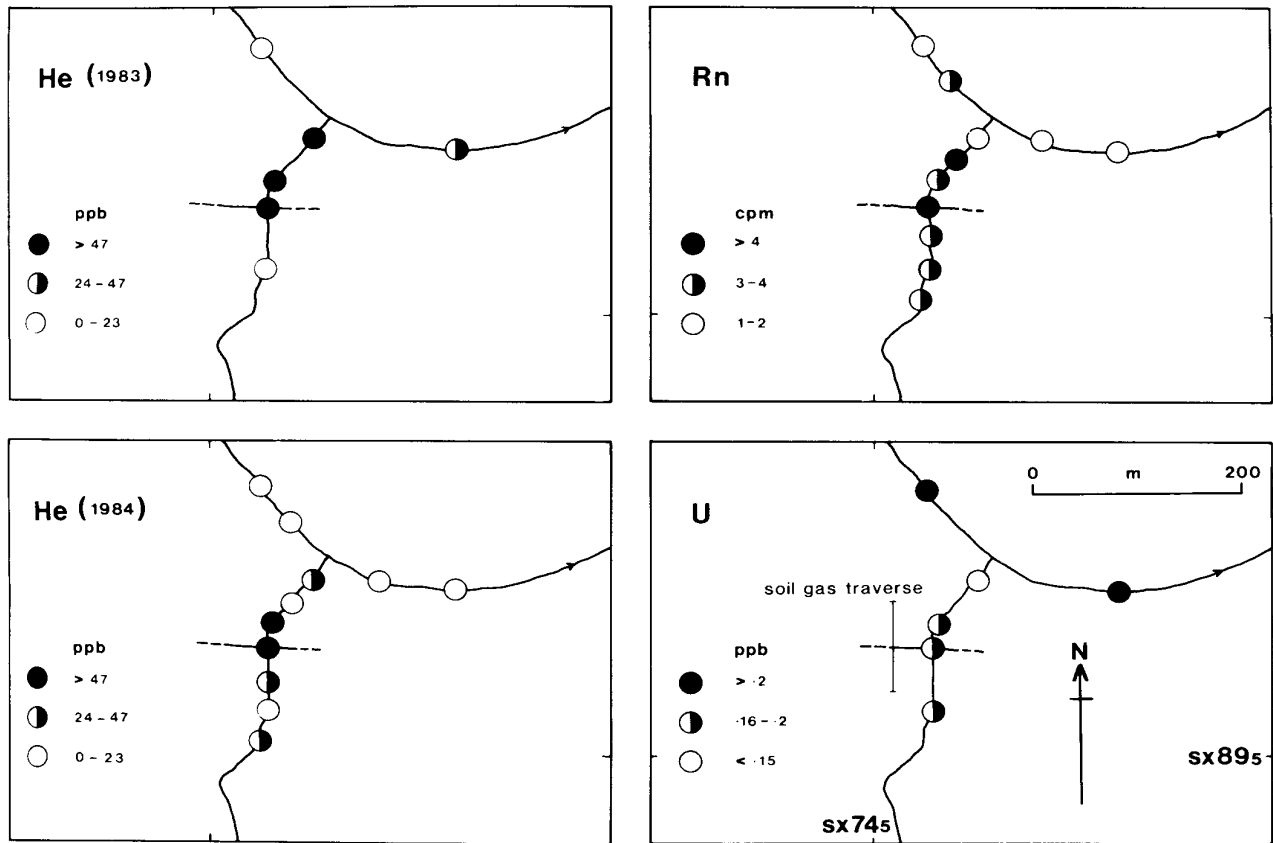 He (1983)
ppb
> 47
24 – 47
0 – 23
Rn
cpm
> 4
3–4
1–2
He (1984)
ppb
> 47
24 – 47
0 – 23
U
0 m 200
soil gas traverse
ppb
> ·2
·16 – ·2
< ·15
N
sx895
sx745